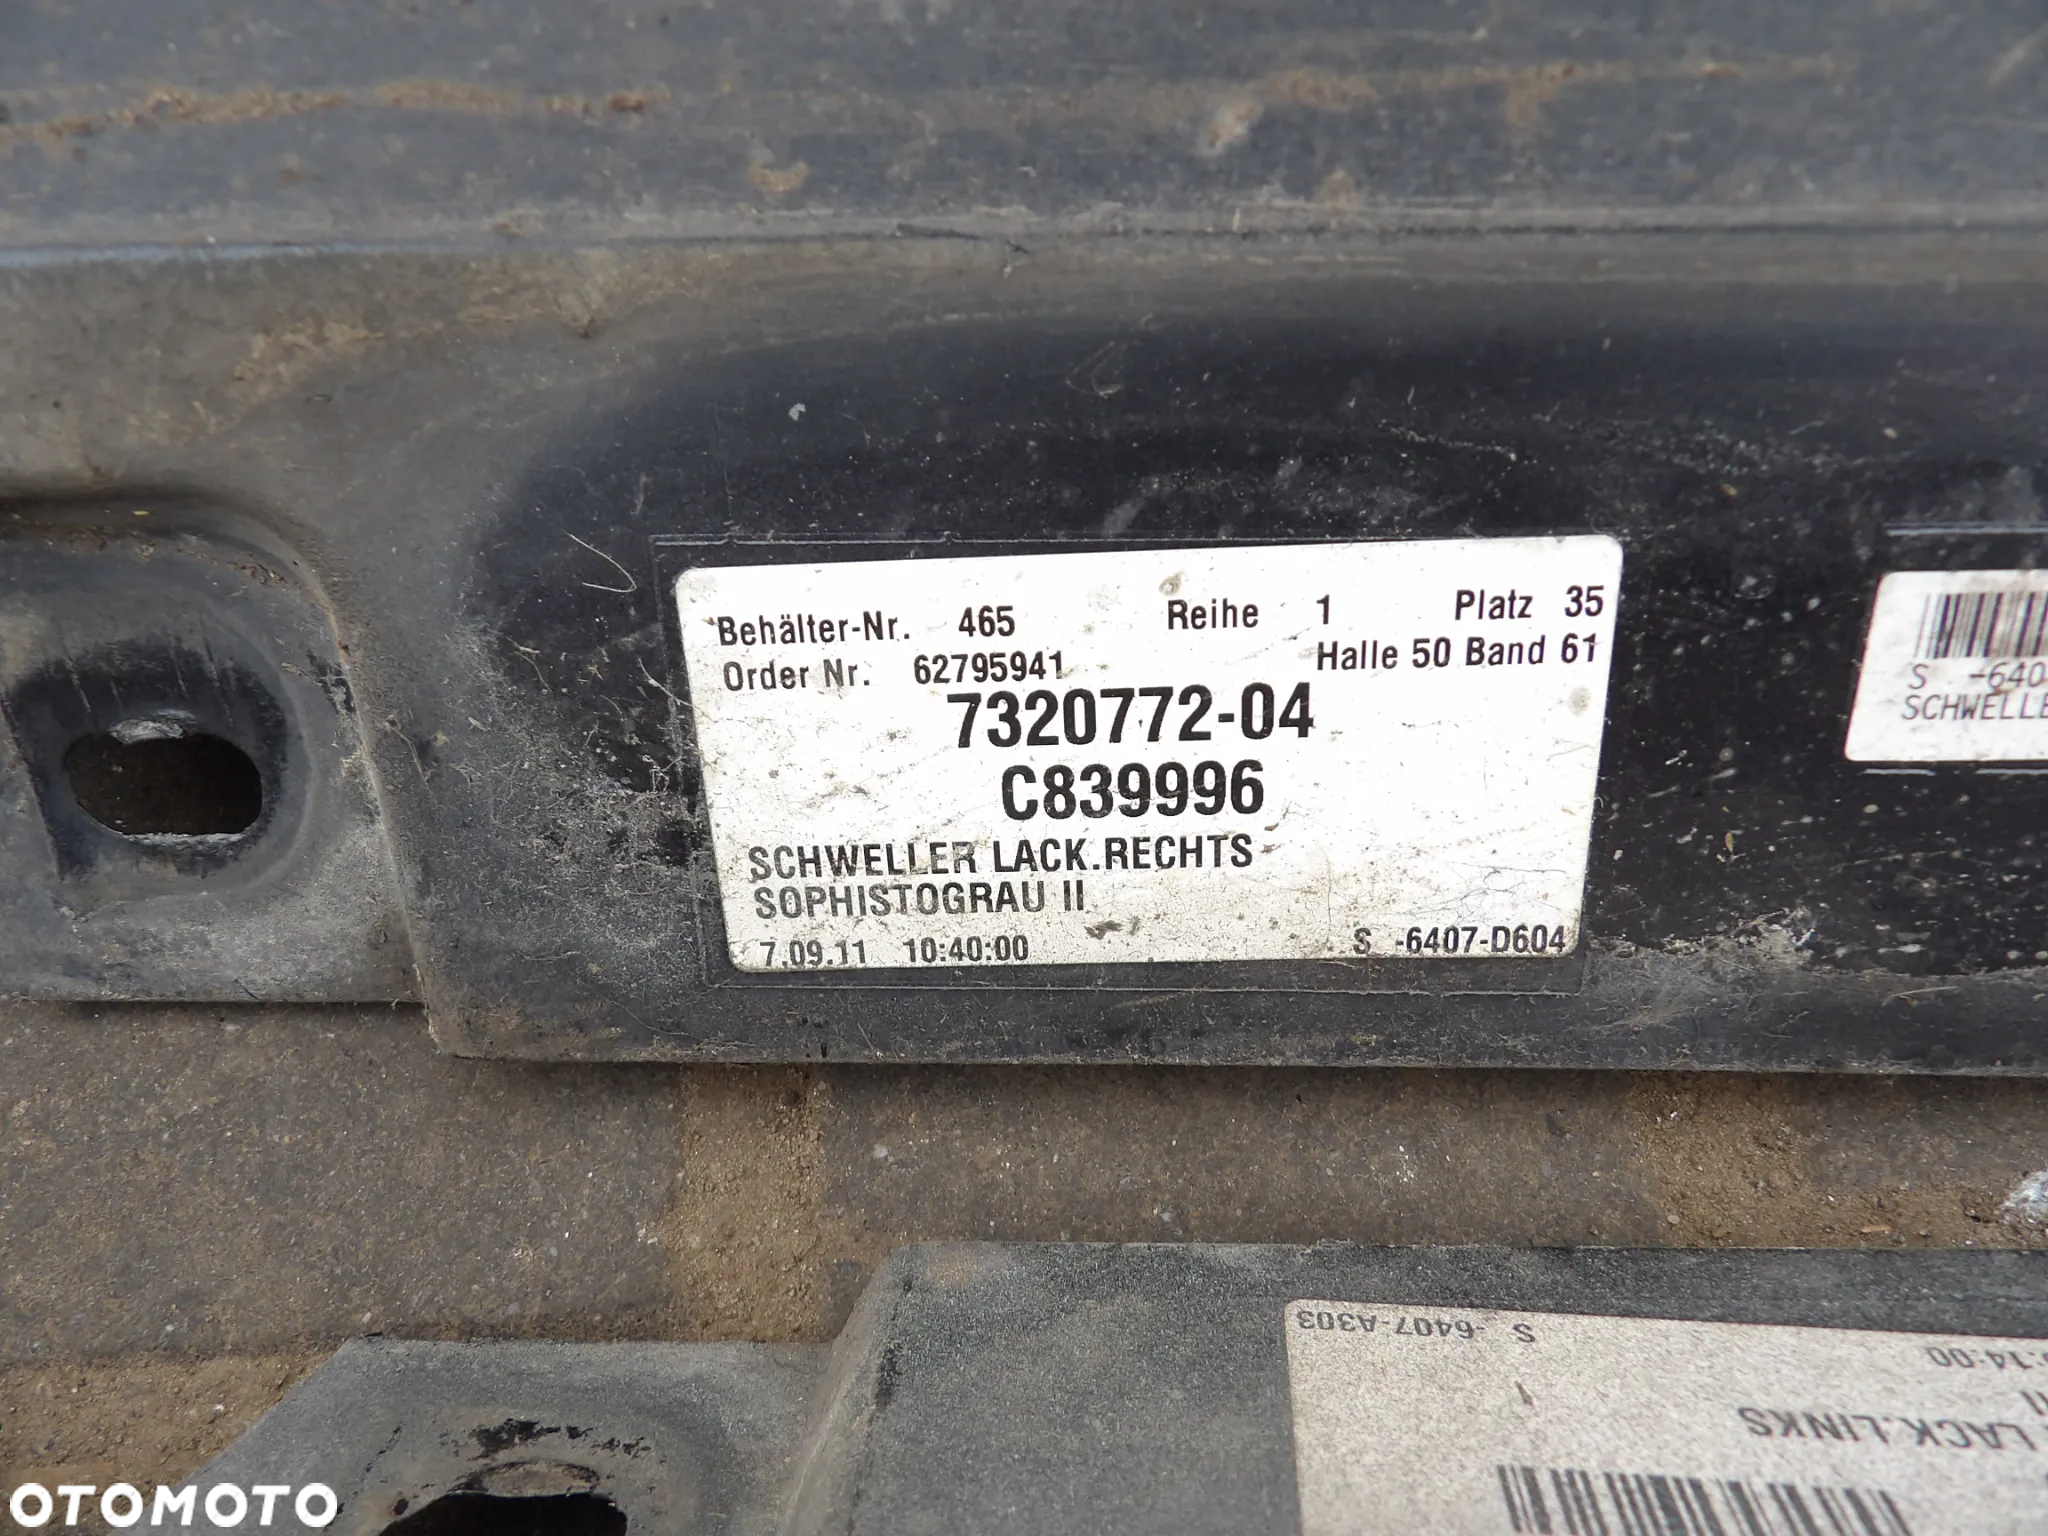 Behälter-Nr. 465 Reihe 1 Platz 35
Order Nr. 62795941 Halle 50 Band 61
7320772-04
C839996
SCHWELLER LACK.RECHTS
SOPHISTOGRAU II
7.09.11 10:40:00 S -6407-D604
S -640
SCHWELLE
S -6407-A303
:14:00
II
LACK.LINKS
OTOMOTO